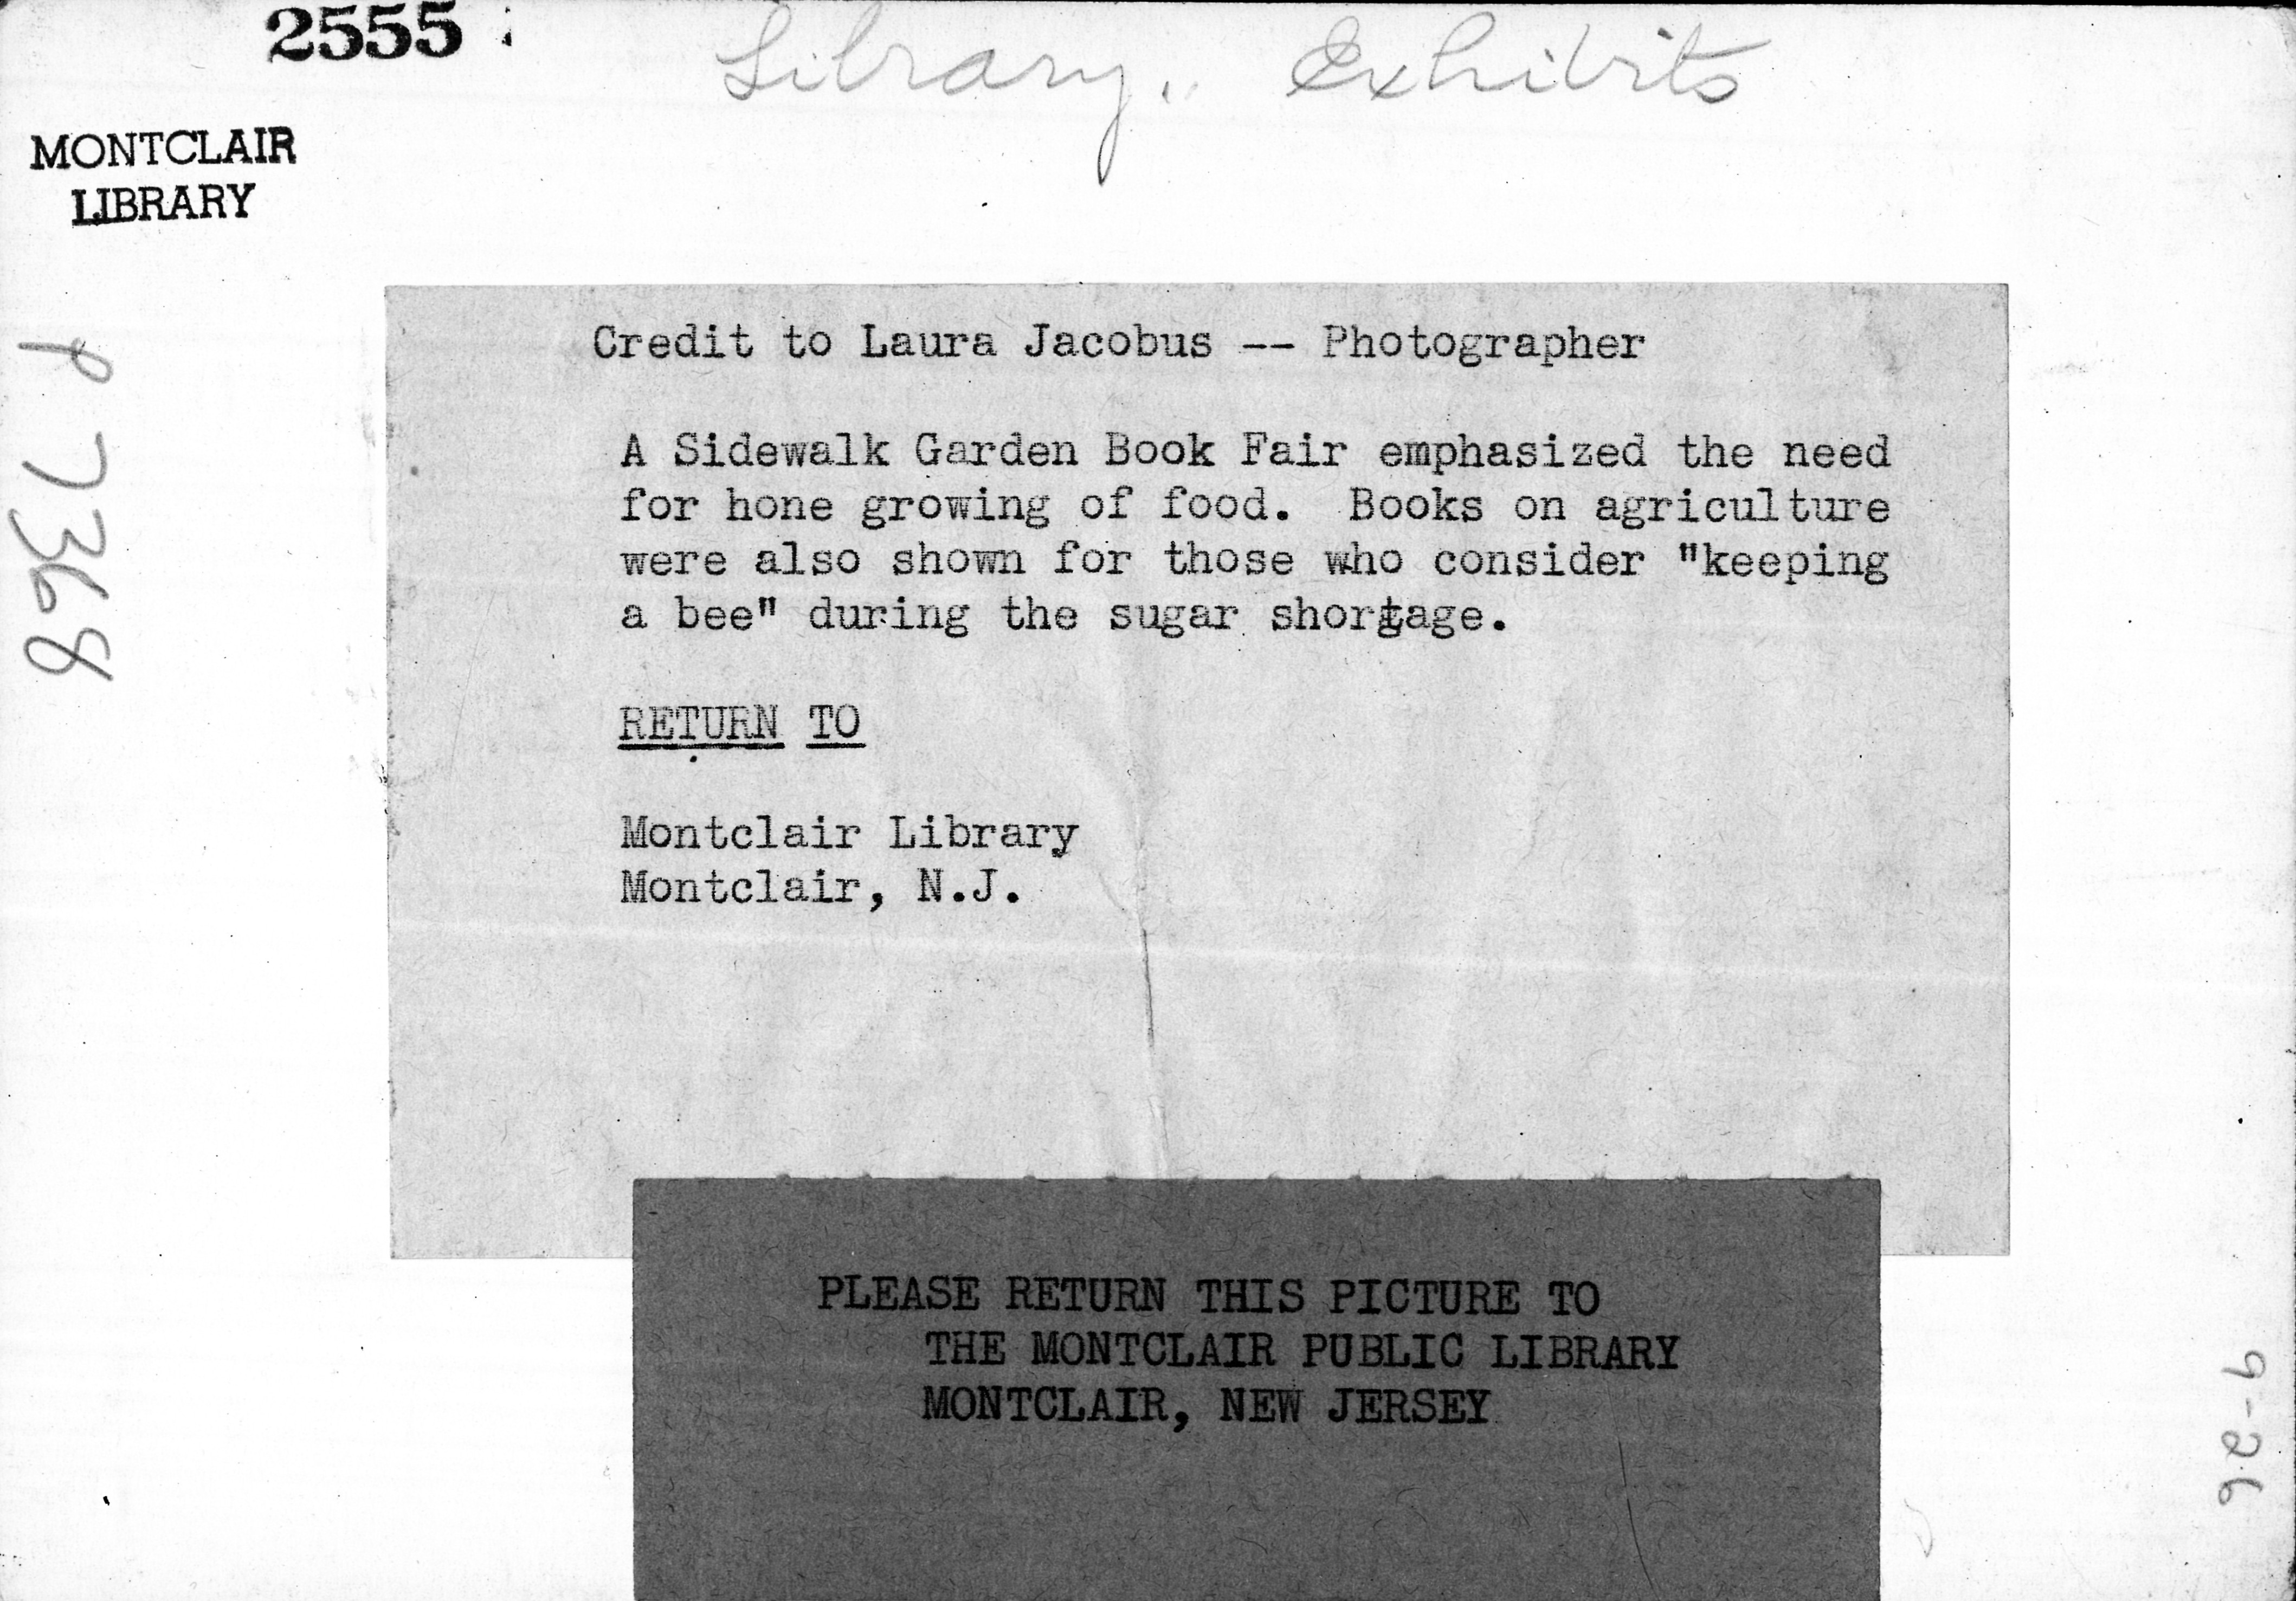 2555
Library. Exhibits
MONTCLAIR
LIBRARY
P7368
Credit to Laura Jacobus -- Photographer
A Sidewalk Garden Book Fair emphasized the need
for hone growing of food. Books on agriculture
were also shown for those who consider "keeping
a bee" during the sugar shortage.
RETURN TO
Montclair Library
Montclair, N.J.
PLEASE RETURN THIS PICTURE TO
THE MONTCLAIR PUBLIC LIBRARY
MONTCLAIR, NEW JERSEY
9-26